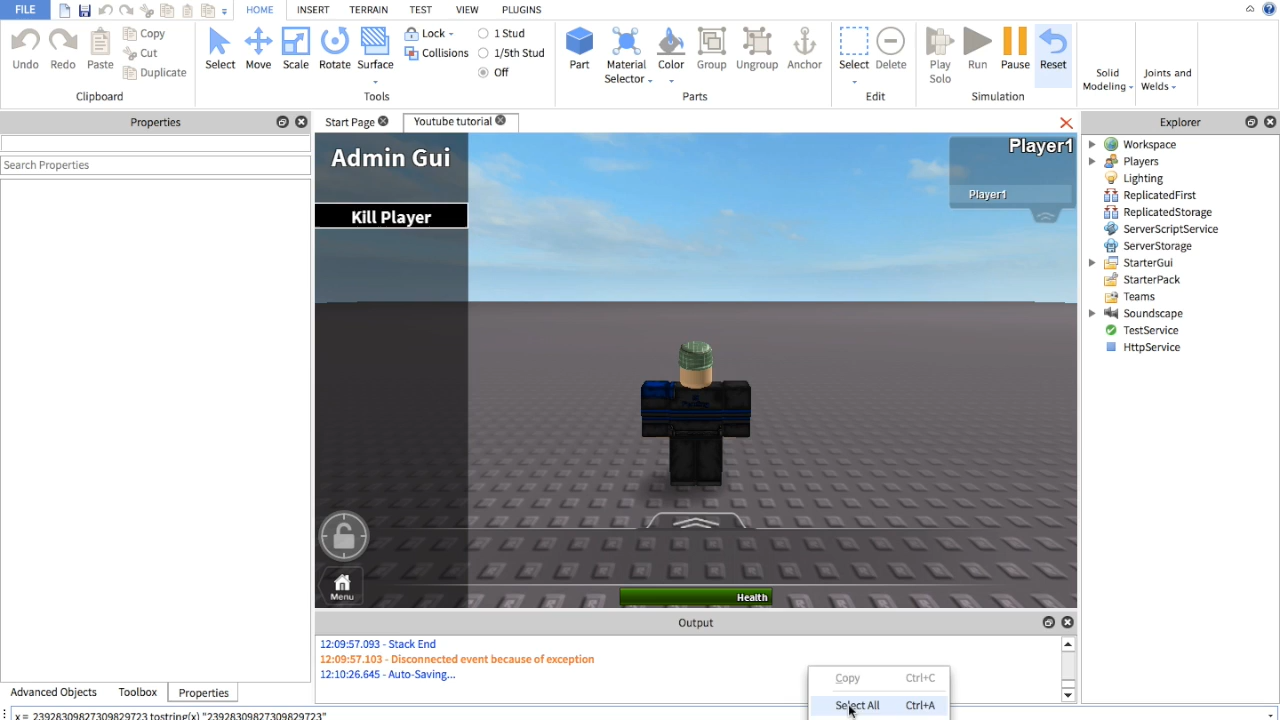 FILE
HOME
INSERT
TERRAIN
TEST
VIEW
PLUGINS
Undo
Redo
Paste
Copy
Cut
Duplicate
Clipboard
Select
Move
Scale
Rotate
Surface
Lock
Collisions
1 Stud
1/5th Stud
Off
Tools
Part
Material
Selector
Color
Group
Ungroup
Anchor
Parts
Select
Delete
Edit
Play
Solo
Run
Pause
Reset
Simulation
Solid
Modeling
Joints and
Welds
Properties
Search Properties
Advanced Objects
Toolbox
Properties
Start Page
Youtube tutorial
Admin Gui
Kill Player
Player1
Player1
Menu
Health
Output
12:09:57.093 - Stack End
12:09:57.103 - Disconnected event because of exception
12:10:26.645 - Auto-Saving...
Copy Ctrl+C
Select All Ctrl+A
Explorer
Workspace
Players
Lighting
ReplicatedFirst
ReplicatedStorage
ServerScriptService
ServerStorage
StarterGui
StarterPack
Teams
Soundscape
TestService
HttpService
x = 23928309827309829723 tostring(x) "23928309827309829723"